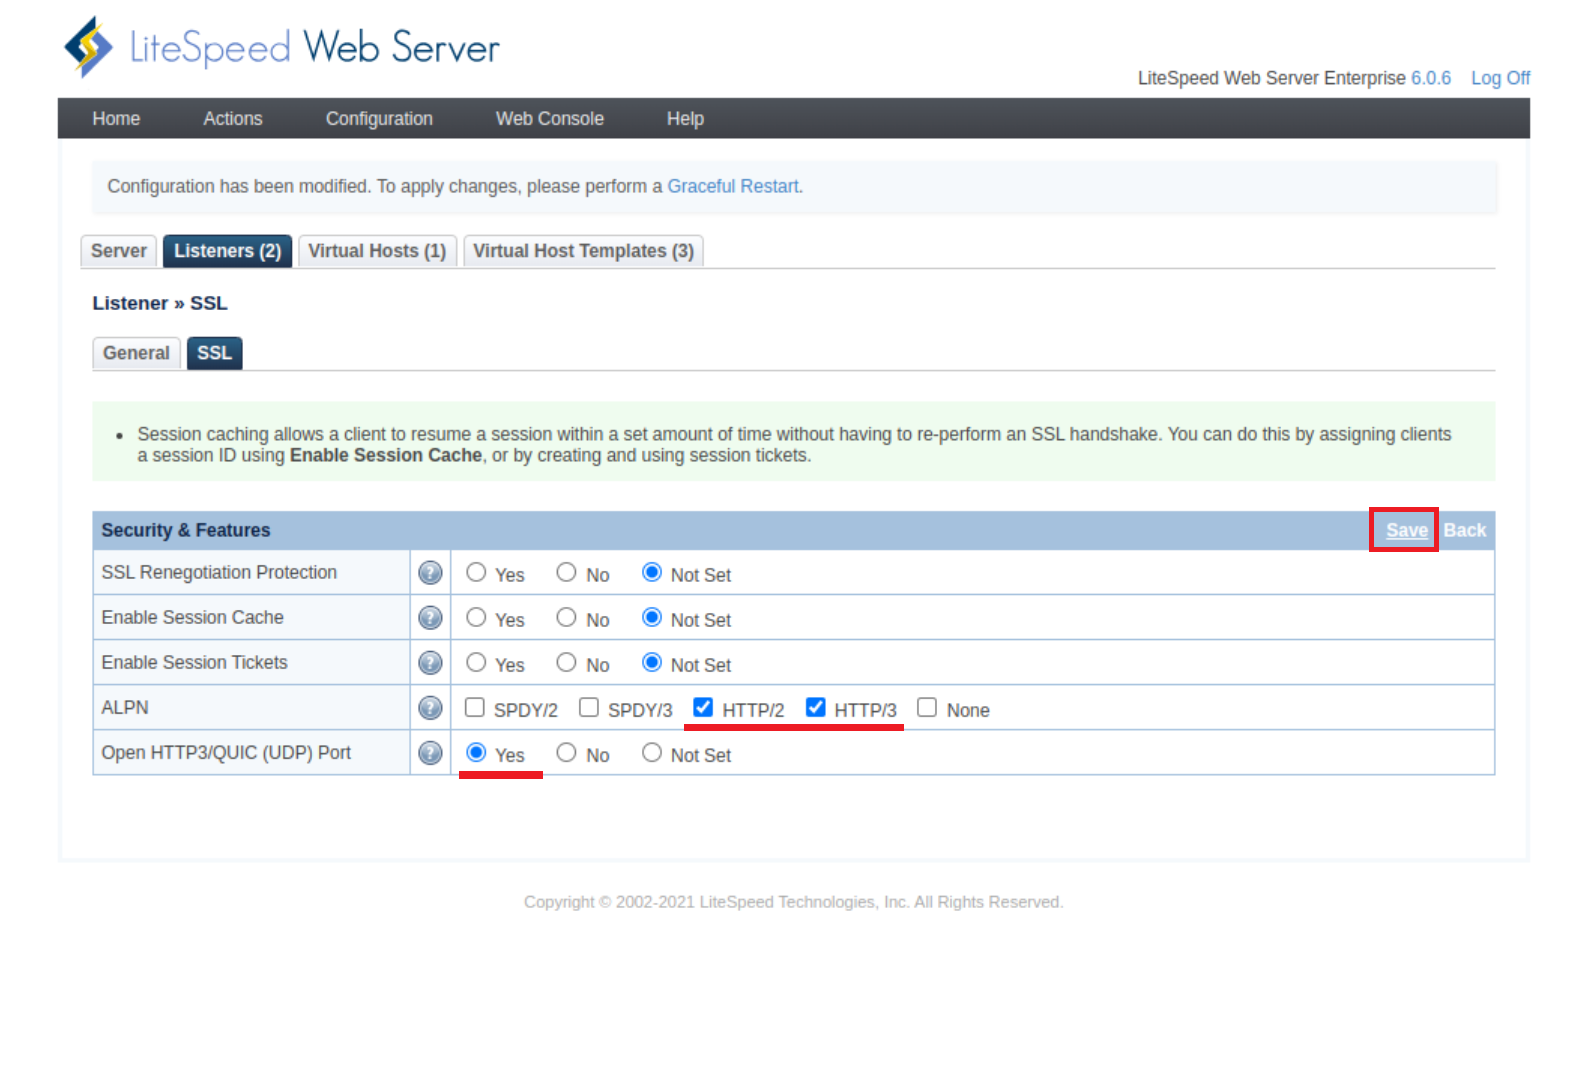 LiteSpeed Web Server
LiteSpeed Web Server Enterprise 6.0.6 Log Off
Home Actions Configuration Web Console Help
Configuration has been modified. To apply changes, please perform a Graceful Restart.
Server Listeners (2) Virtual Hosts (1) Virtual Host Templates (3)
Listener » SSL
General SSL
• Session caching allows a client to resume a session within a set amount of time without having to re-perform an SSL handshake. You can do this by assigning clients
a session ID using Enable Session Cache, or by creating and using session tickets.
Security & Features Save Back
SSL Renegotiation Protection ? Yes No Not Set
Enable Session Cache ? Yes No Not Set
Enable Session Tickets ? Yes No Not Set
ALPN ? SPDY/2 SPDY/3 HTTP/2 HTTP/3 None
Open HTTP3/QUIC (UDP) Port ? Yes No Not Set
Copyright © 2002-2021 LiteSpeed Technologies, Inc. All Rights Reserved.